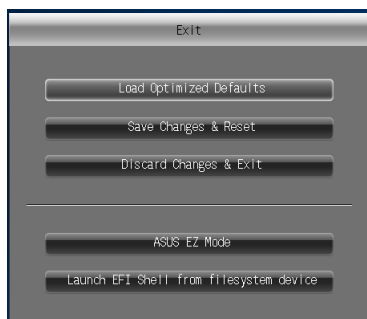 Exit
Load Optimized Defaults
Save Changes & Reset
Discard Changes & Exit
ASUS EZ Mode
Launch EFI Shell from filesystem device